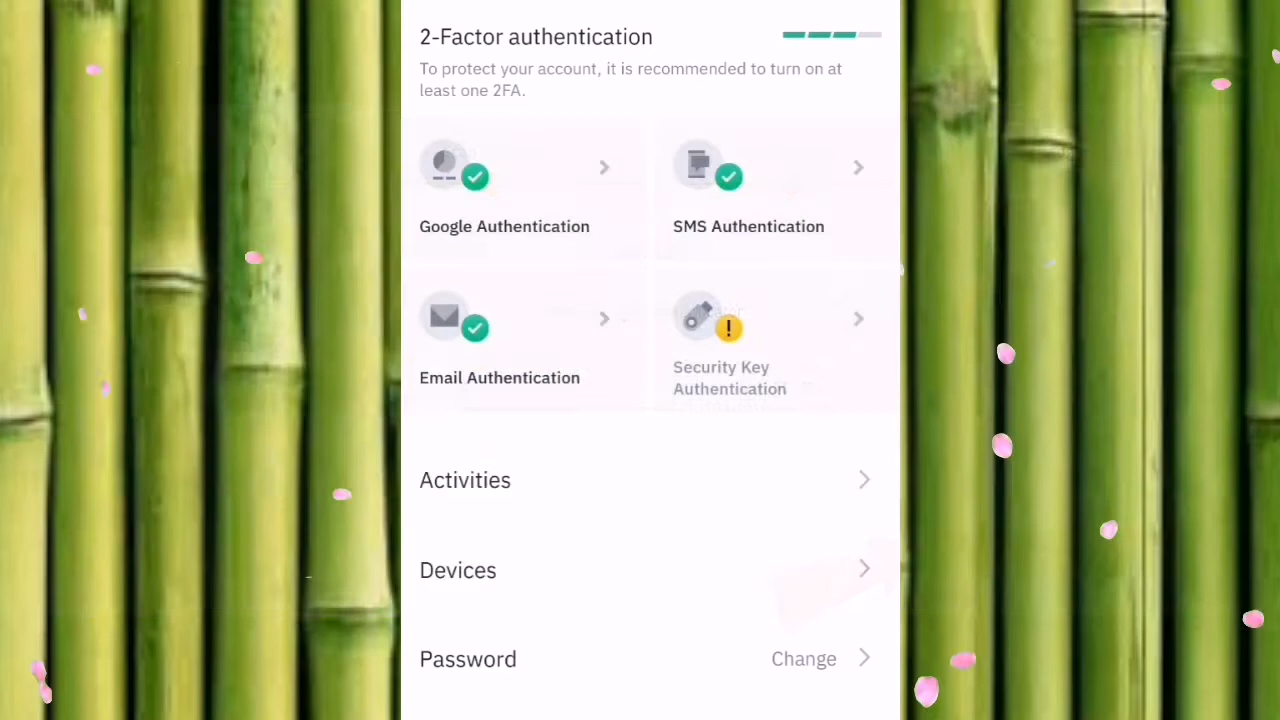 2-Factor authentication
To protect your account, it is recommended to turn on at
least one 2FA.
Google Authentication
SMS Authentication
Email Authentication
Security Key
Authentication
Activities
Devices
Password
Change